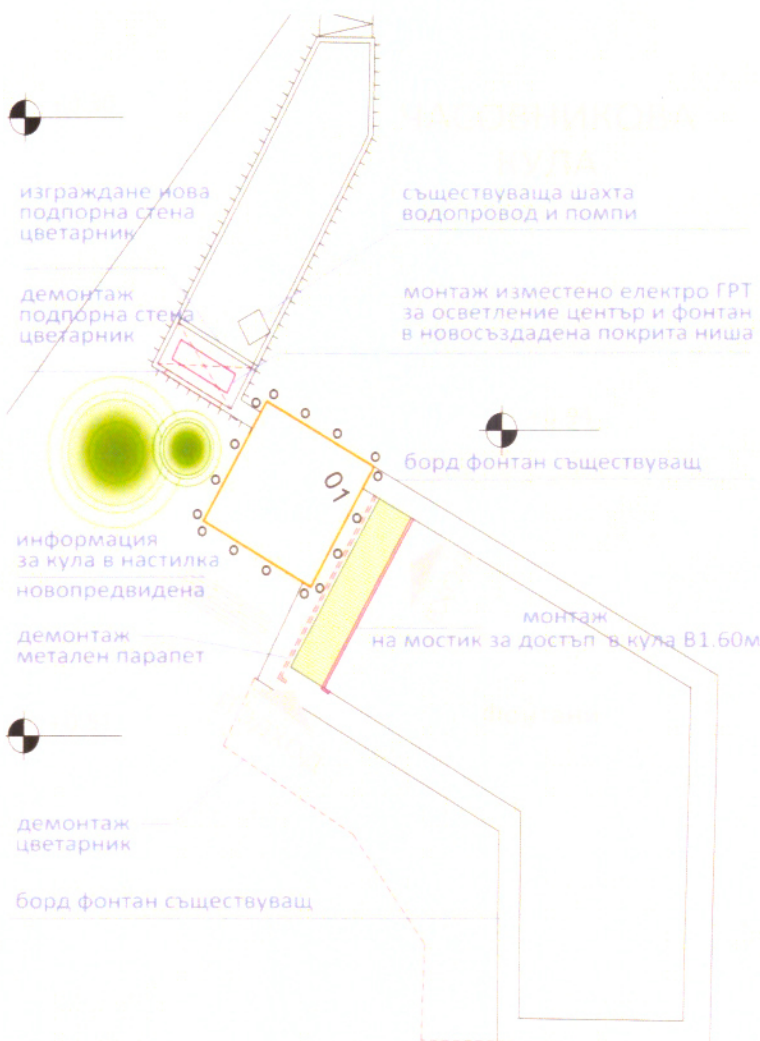 изграждане нова
подпорна стена
цветарник
съществуваща шахта
водопровод и помпи
демонтаж
подпорна стена
цветарник
монтаж изместено електро ГРТ
за осветление център и фонтан
в новосъздадена покрита ниша
борд фонтан съществуващ
01
информация
за кула в настилка
новопредвидена
демонтаж
метален парапет
монтаж
на мостик за достъп в кула В1.60м
демонтаж
цветарник
борд фонтан съществуващ